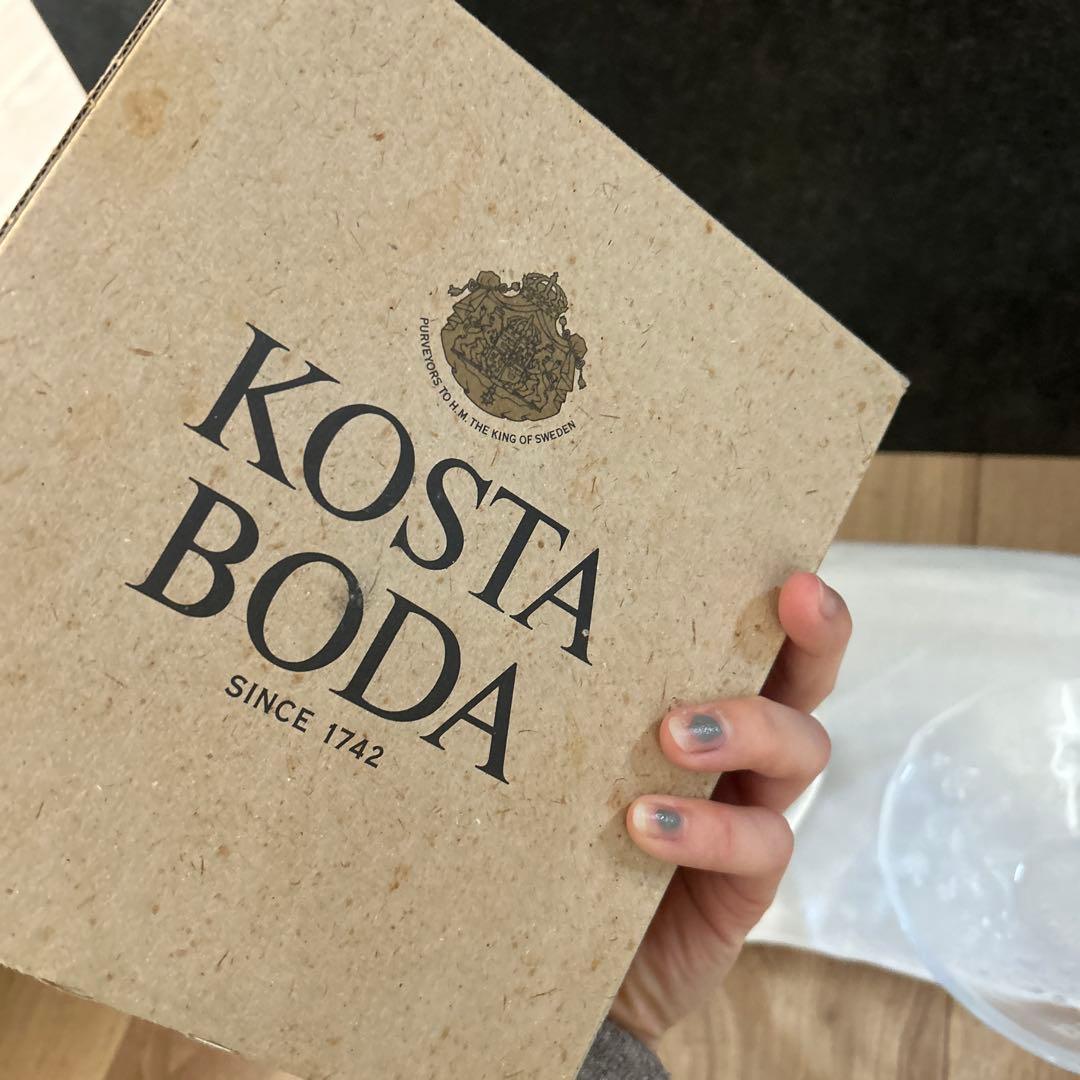 PURVEYORS TO H.M. THE KING OF SWEDEN
KOSTA
BODA
SINCE 1742